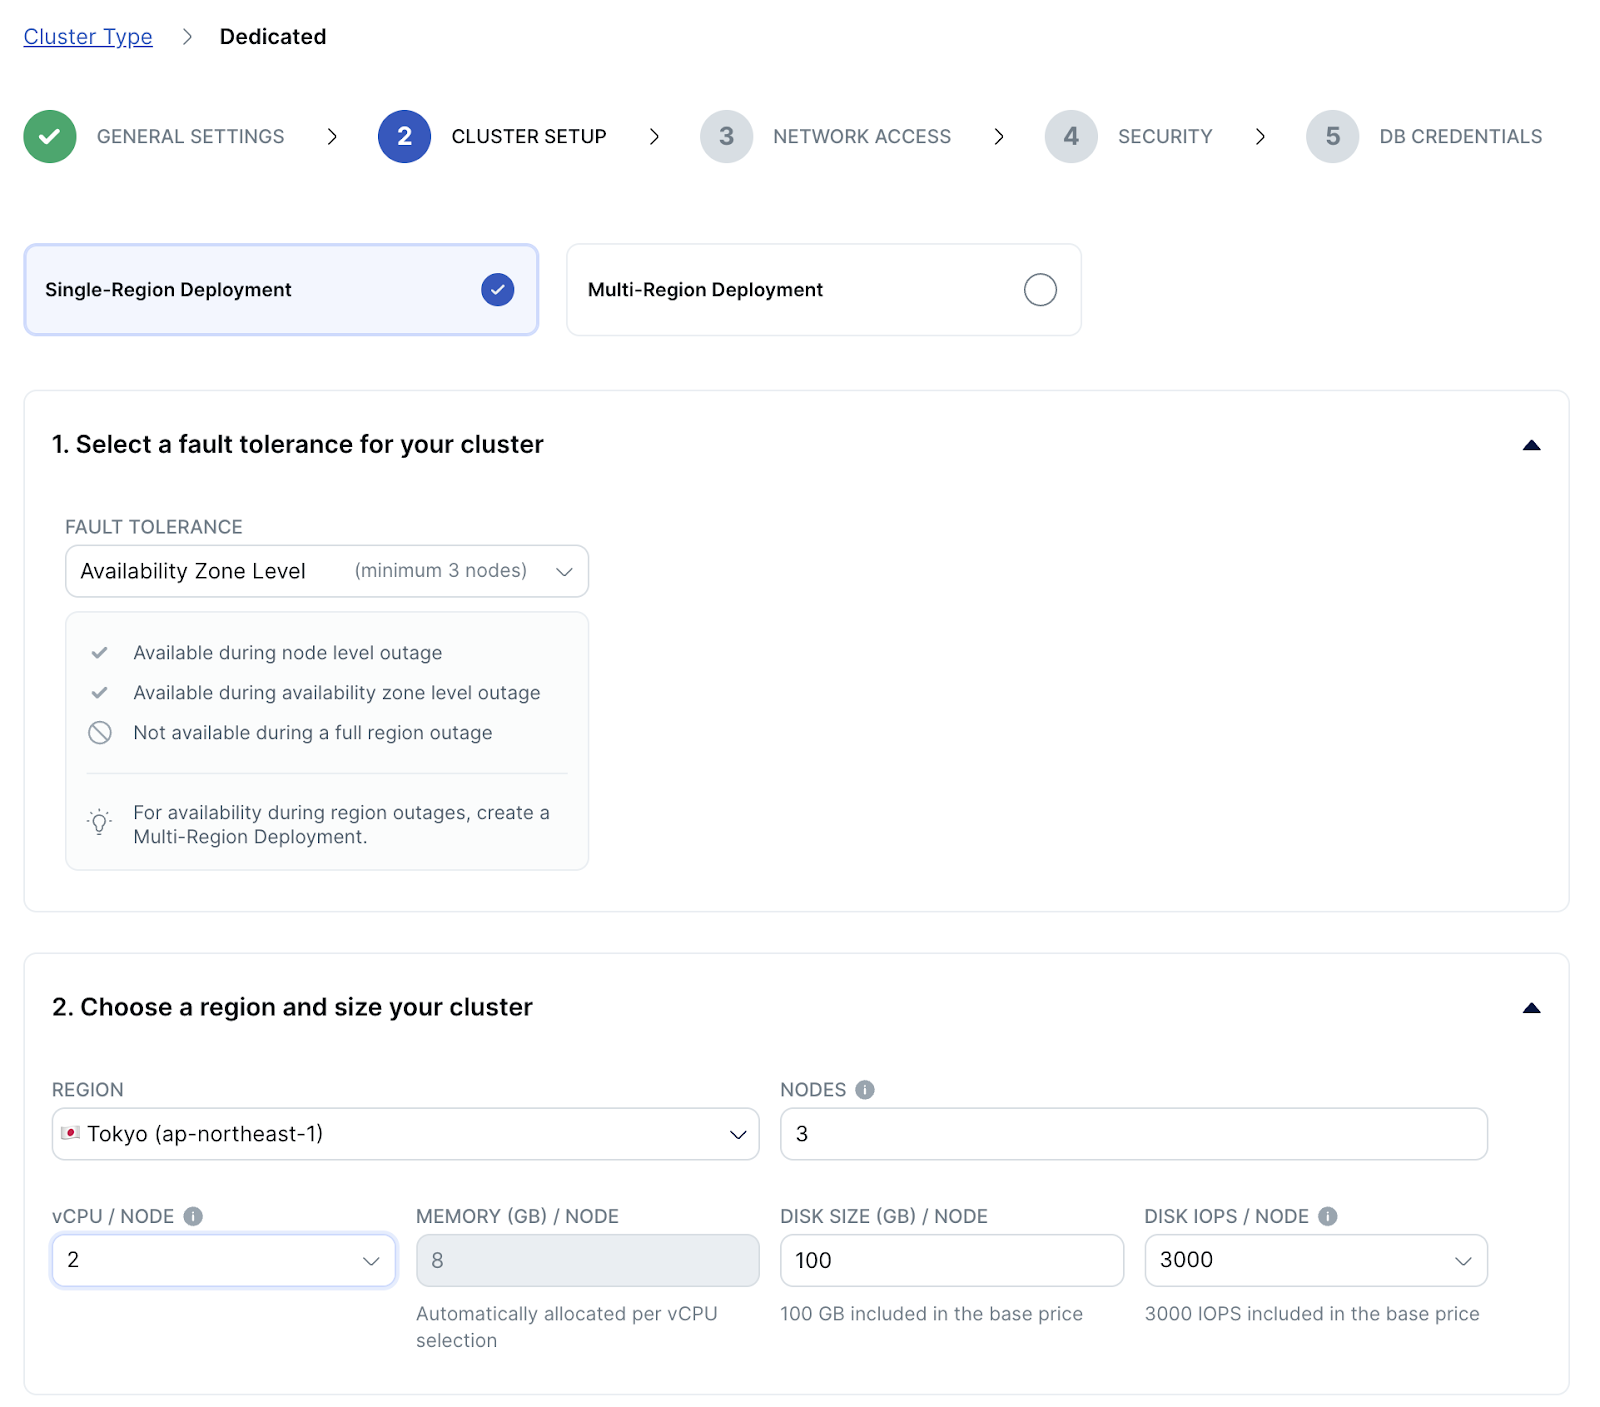 Cluster Type > Dedicated
GENERAL SETTINGS > 2 CLUSTER SETUP > 3 NETWORK ACCESS > 4 SECURITY > 5 DB CREDENTIALS
Single-Region Deployment Multi-Region Deployment
1. Select a fault tolerance for your cluster
FAULT TOLERANCE
Availability Zone Level (minimum 3 nodes)
Available during node level outage
Available during availability zone level outage
Not available during a full region outage
For availability during region outages, create a
Multi-Region Deployment.
2. Choose a region and size your cluster
REGION NODES
Tokyo (ap-northeast-1) 3
vCPU / NODE MEMORY (GB) / NODE DISK SIZE (GB) / NODE DISK IOPS / NODE
2 8 100 3000
Automatically allocated per vCPU 100 GB included in the base price 3000 IOPS included in the base price
selection